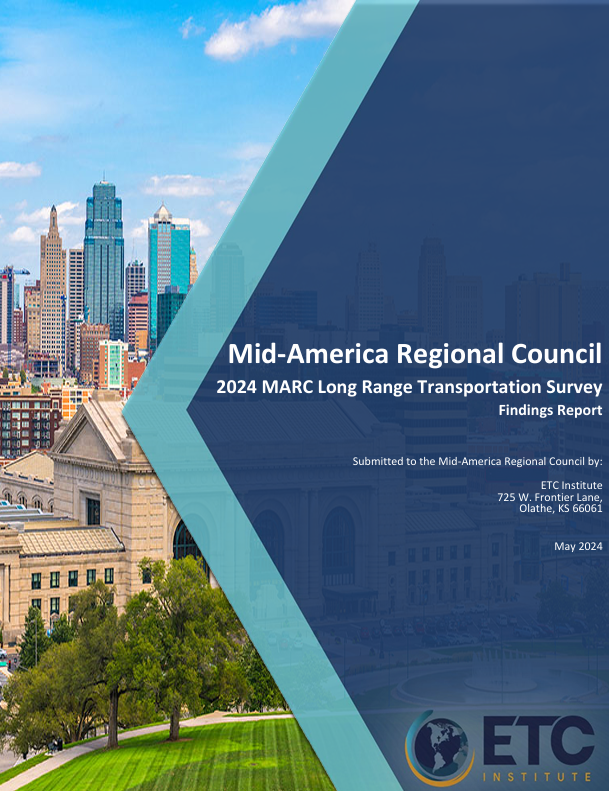 Mid-America Regional Council
2024 MARC Long Range Transportation Survey
Findings Report
Submitted to the Mid-America Regional Council by:
ETC Institute
725 W. Frontier Lane,
Olathe, KS 66061
May 2024
ETC
INSTITUTE